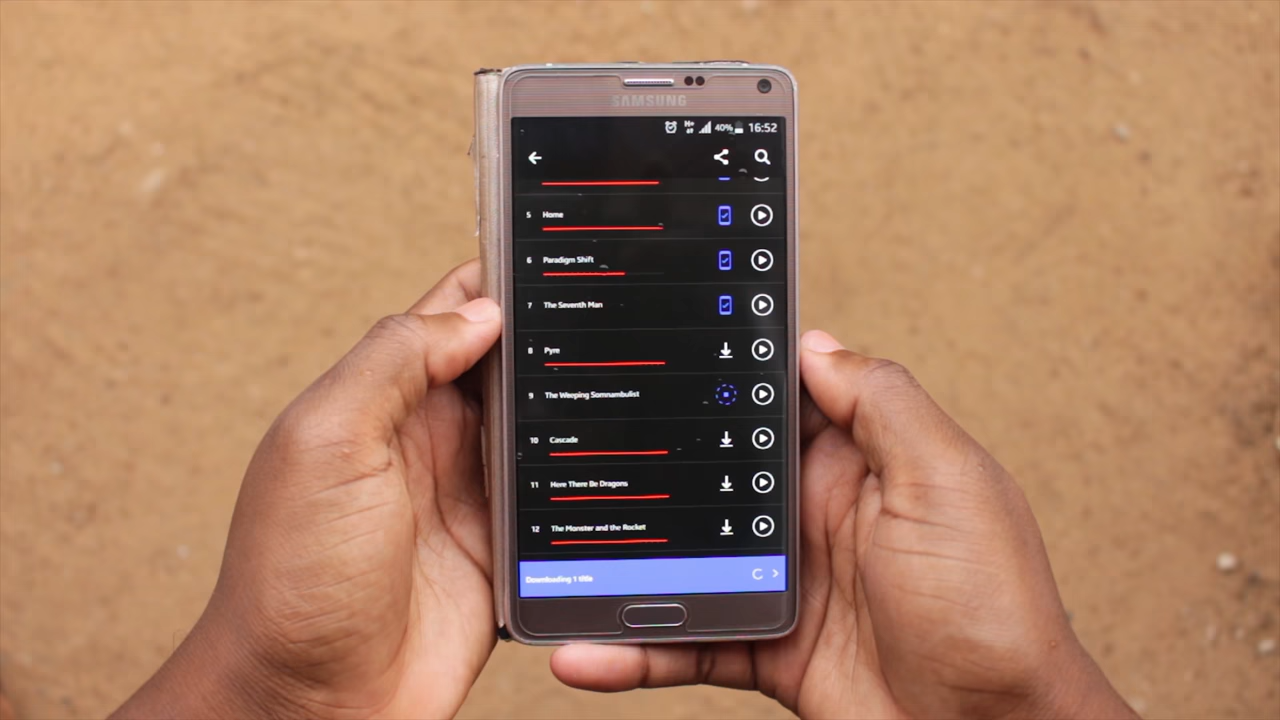 SAMSUNG
H+ 40% 16:52
5 Home
6 Paradigm Shift
7 The Seventh Man
8 Pyre
9 The Weeping Somnambulist
10 Cascade
11 Here There Be Dragons
12 The Monster and the Rocket
Downloading 1 title